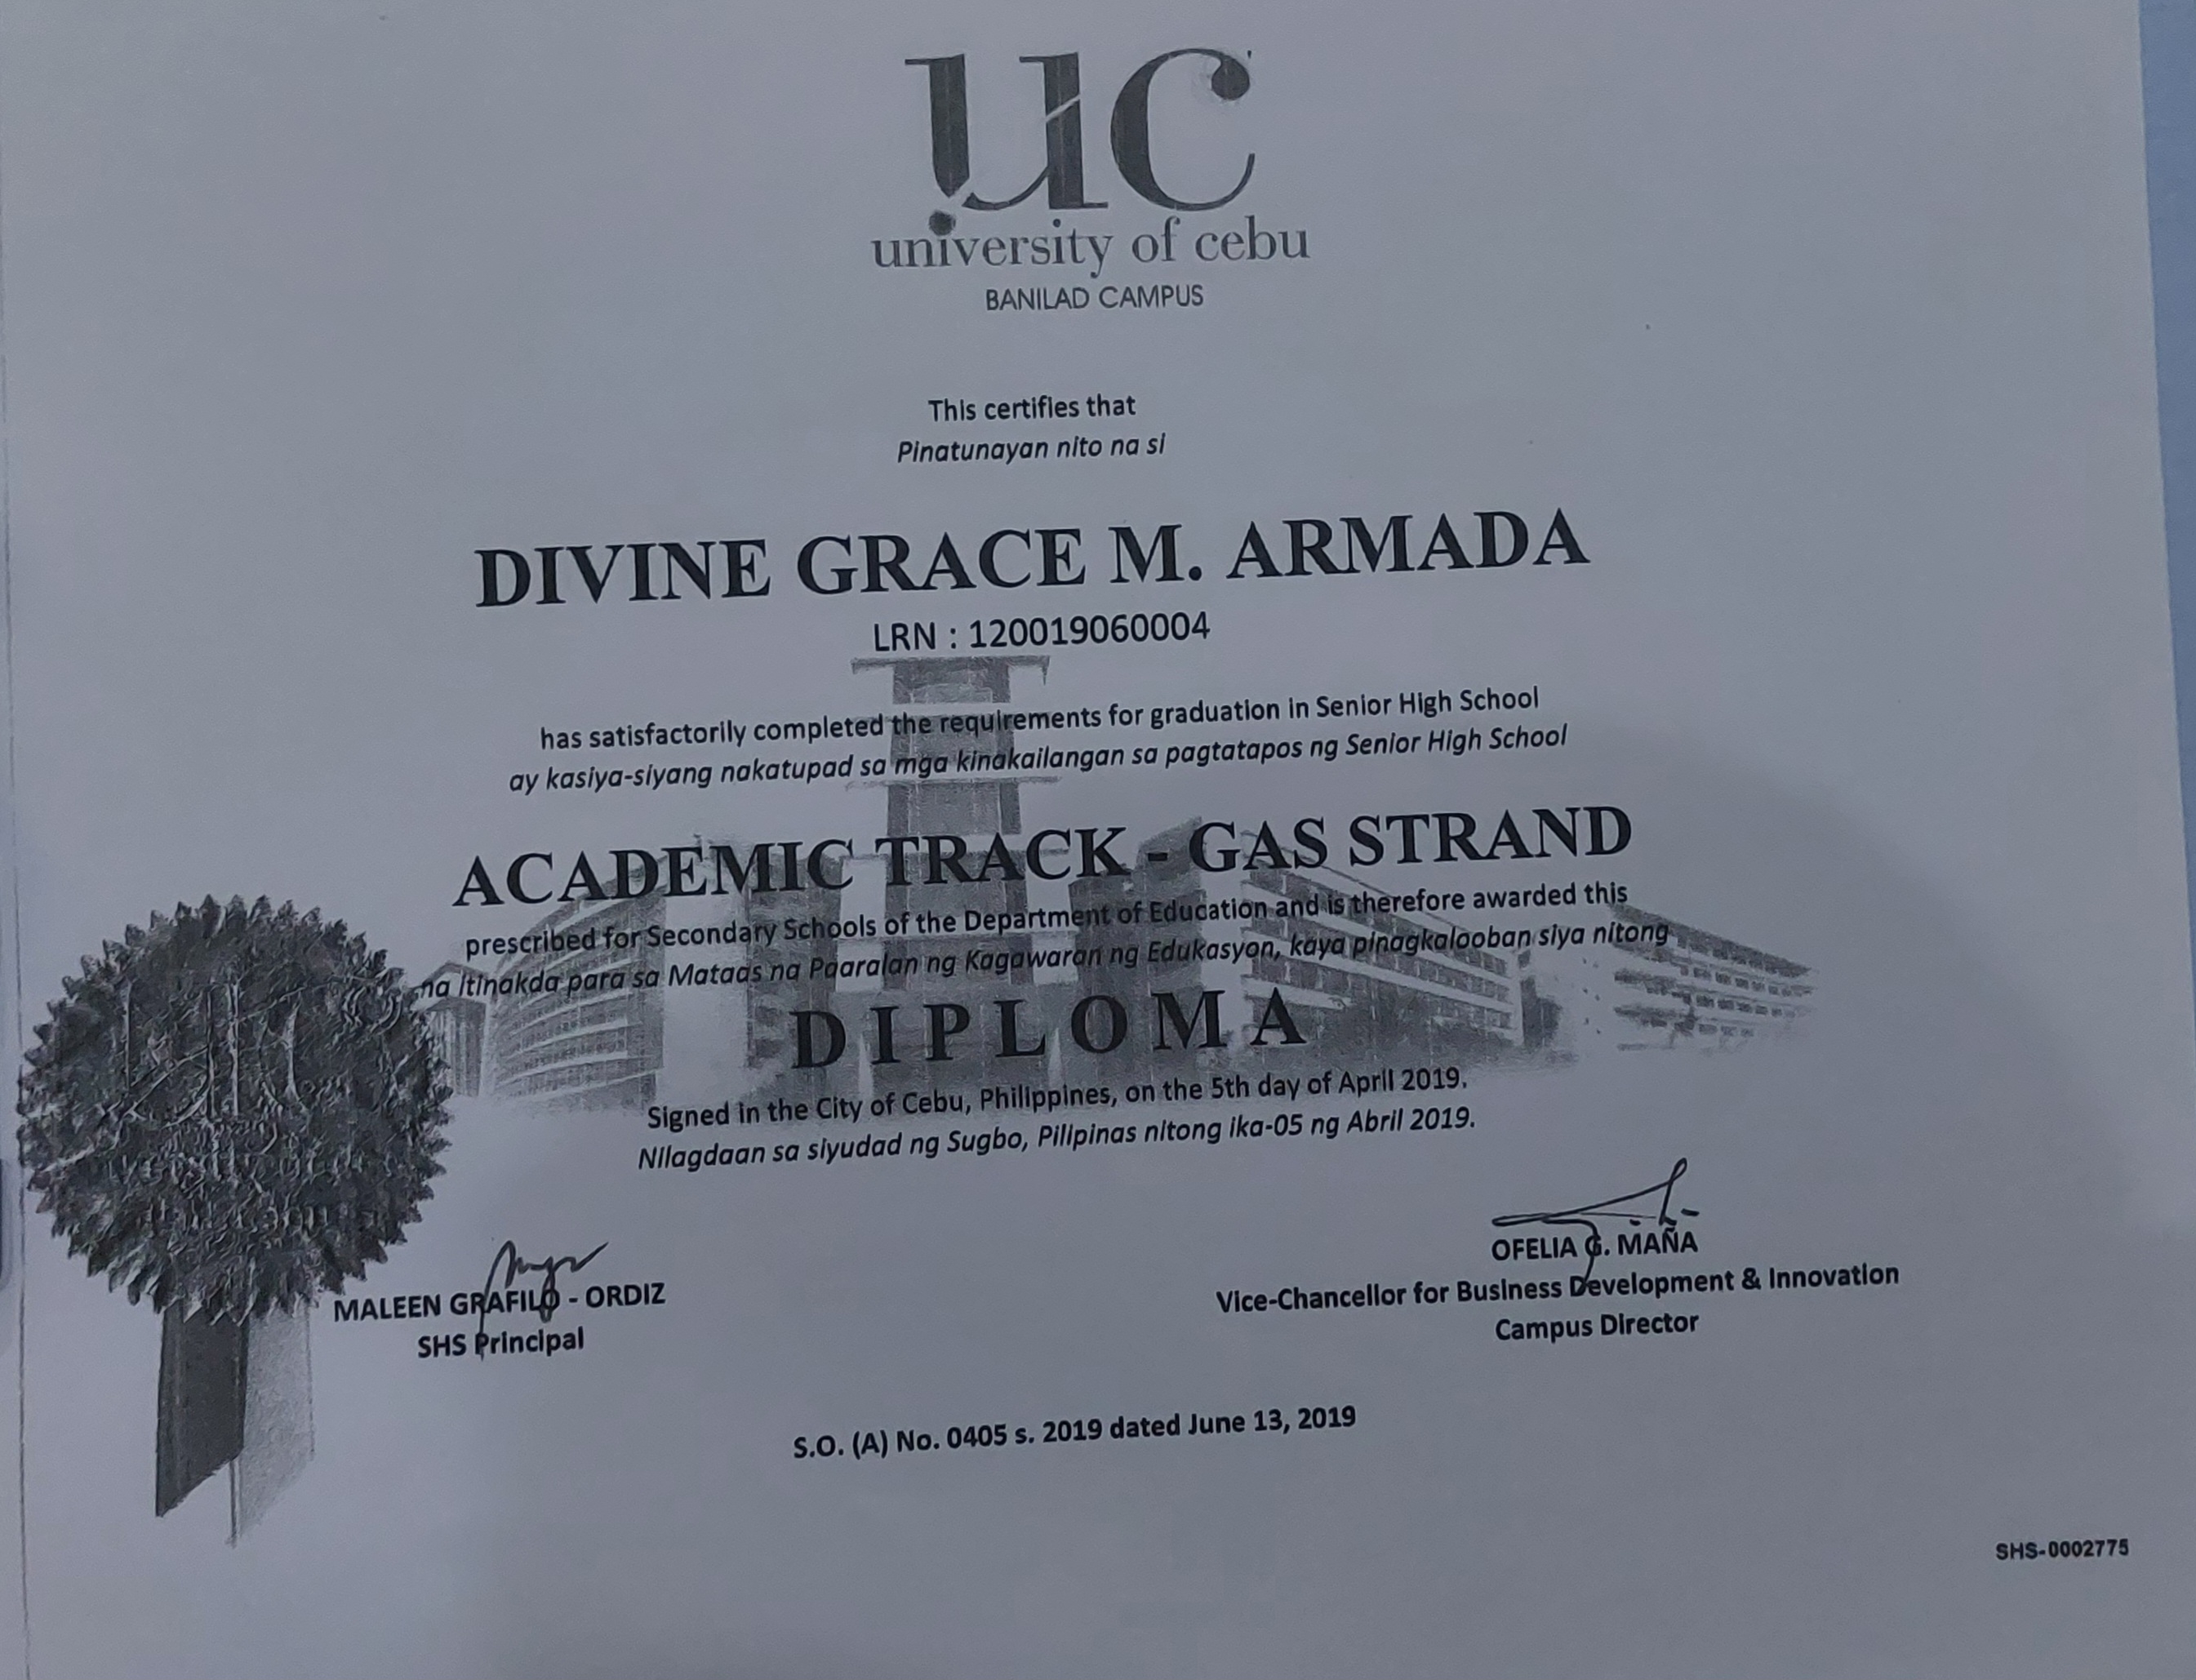 uc
university of cebu
BANILAD CAMPUS
This certifies that
Pinatunayan nito na si
DIVINE GRACE M. ARMADA
LRN : 120019060004
has satisfactorily completed the requirements for graduation in Senior High School
ay kasiya-siyang nakatupad sa mga kinakailangan sa pagtatapos ng Senior High School
ACADEMIC TRACK - GAS STRAND
prescribed for Secondary Schools of the Department of Education and is therefore awarded this
na itinakda para sa Mataas na Paaralan ng Kagawaran ng Edukasyon, kaya pinagkalooban siya nitong
DIPLOMA
Signed in the City of Cebu, Philippines, on the 5th day of April 2019.
Nilagdaan sa siyudad ng Sugbo, Pilipinas nitong ika-05 ng Abril 2019.
MALEEN GRAFILO - ORDIZ
SHS Principal
OFELIA G. MAÑA
Vice-Chancellor for Business Development & Innovation
Campus Director
S.O. (A) No. 0405 s. 2019 dated June 13, 2019
SHS-0002775